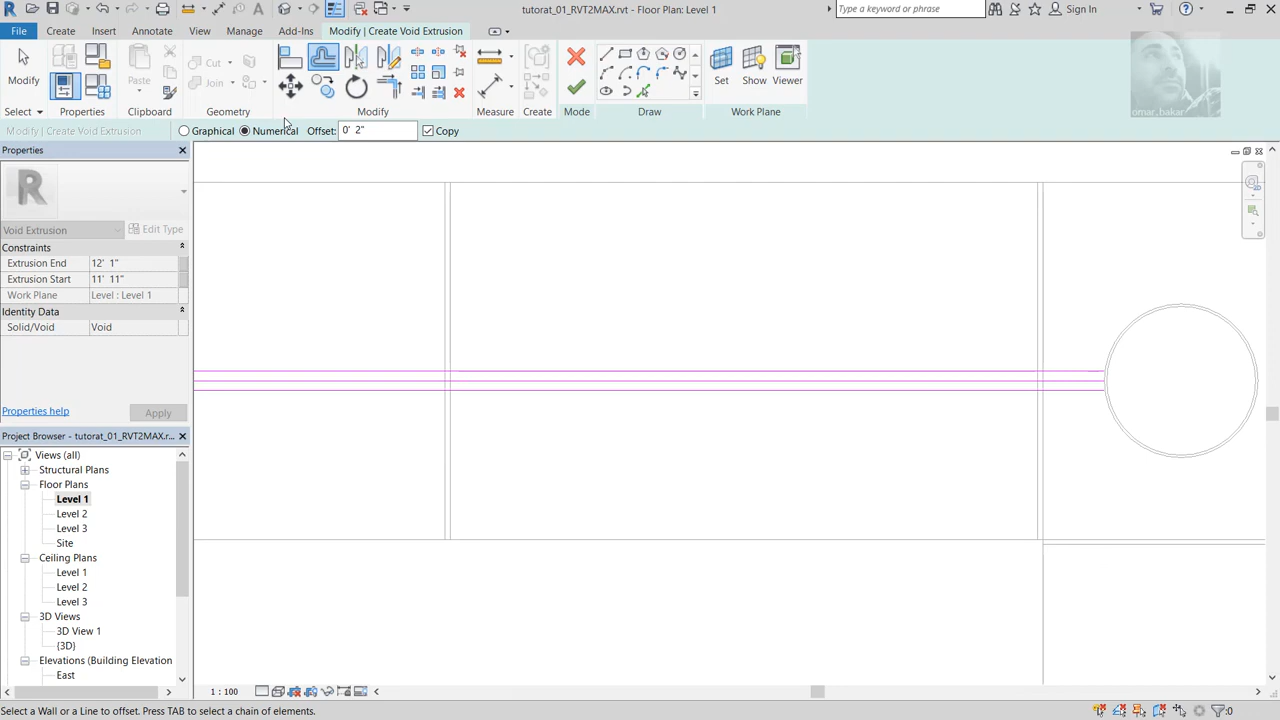 tutorat_01_RVT2MAX.rvt - Floor Plan: Level 1
Type a keyword or phrase
Sign In
File
Create
Insert
Annotate
View
Manage
Add-Ins
Modify | Create Void Extrusion
Modify
Paste
Cut
Join
Set
Show
Viewer
Select
Properties
Clipboard
Geometry
Modify
Measure
Create
Mode
Draw
Work Plane
omar_bakar
Modify | Create Void Extrusion
Graphical
Numerical
Offset:
0' 2"
Copy
Properties
R
Void Extrusion
Edit Type
Constraints
Extrusion End 12' 1"
Extrusion Start 11' 11"
Work Plane Level : Level 1
Identity Data
Solid/Void Void
Properties help
Apply
Project Browser - tutorat_01_RVT2MAX.r...
Views (all)
Structural Plans
Floor Plans
Level 1
Level 2
Level 3
Site
Ceiling Plans
Level 1
Level 2
Level 3
3D Views
3D View 1
{3D}
Elevations (Building Elevation
East
1 : 100
Select a Wall or a Line to offset. Press TAB to select a chain of elements.
:0